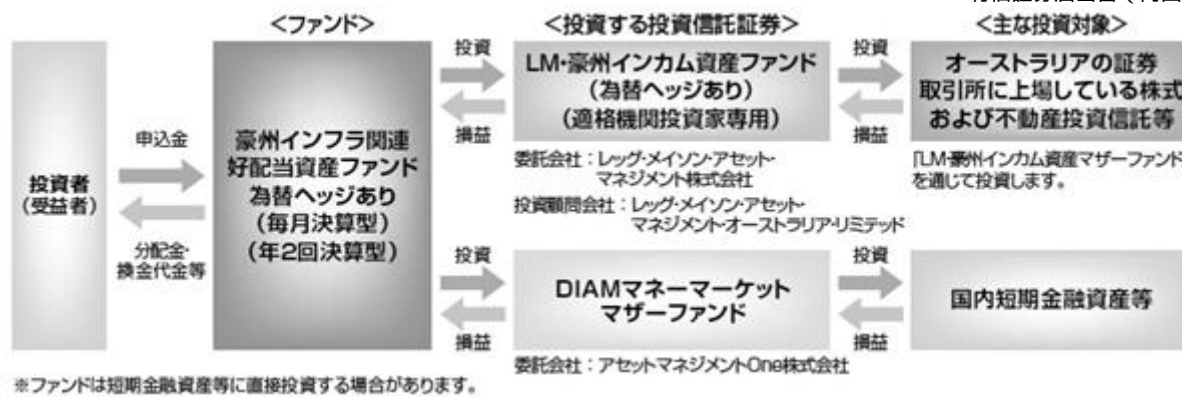 <ファンド>
<投資する投資信託証券>
<主な投資対象>
投資者
(受益者)
申込金
分配金・
換金代金等
豪州インフラ関連
好配当資産ファンド
為替ヘッジあり
(毎月決算型)
(年2回決算型)
投資
損益
LM・豪州インカム資産ファンド
(為替ヘッジあり)
(適格機関投資家専用)
委託会社:レッグ・メイソン・アセット・
マネジメント株式会社
投資顧問会社:レッグ・メイソン・アセット・
マネジメント・オーストラリア・リミテッド
投資
損益
オーストラリアの証券
取引所に上場している株式
および不動産投資信託等
「LM・豪州インカム資産マザーファンド
を通じて投資します。
投資
損益
DIAMマネーマーケット
マザーファンド
委託会社:アセットマネジメントOne株式会社
投資
損益
国内短期金融資産等
※ファンドは短期金融資産等に直接投資する場合があります。